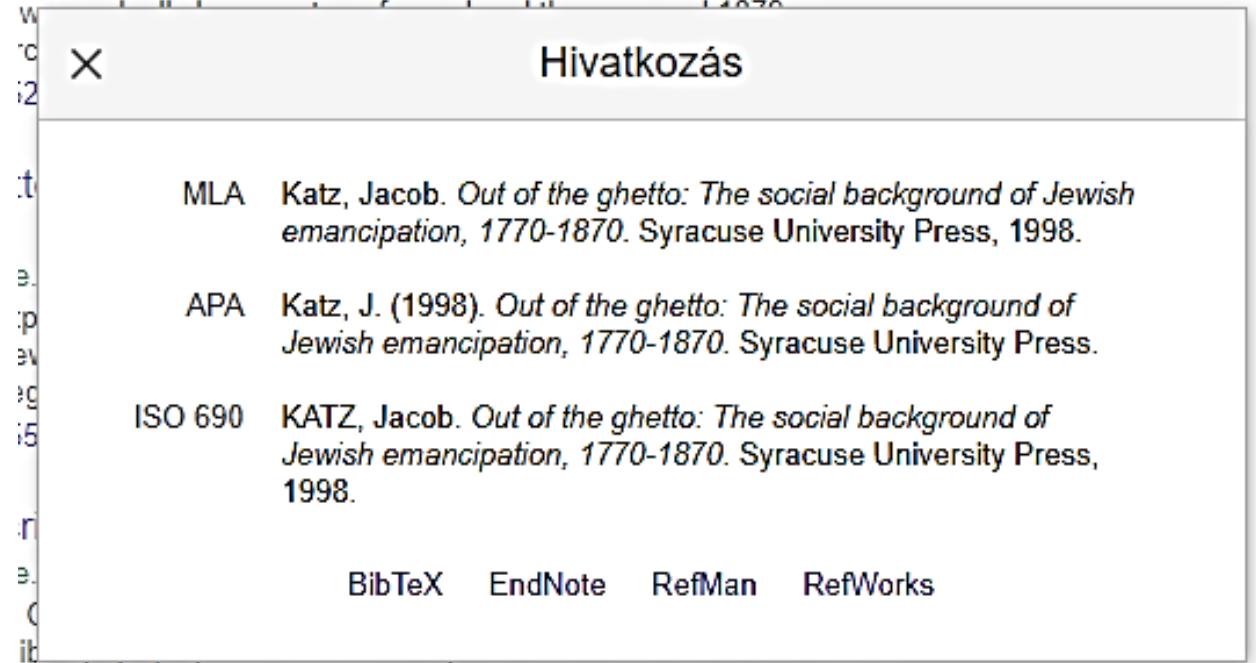 Hivatkozás
MLA Katz, Jacob. Out of the ghetto: The social background of Jewish
emancipation, 1770-1870. Syracuse University Press, 1998.
APA Katz, J. (1998). Out of the ghetto: The social background of
Jewish emancipation, 1770-1870. Syracuse University Press.
ISO 690 KATZ, Jacob. Out of the ghetto: The social background of
Jewish emancipation, 1770-1870. Syracuse University Press,
1998.
BibTeX EndNote RefMan RefWorks